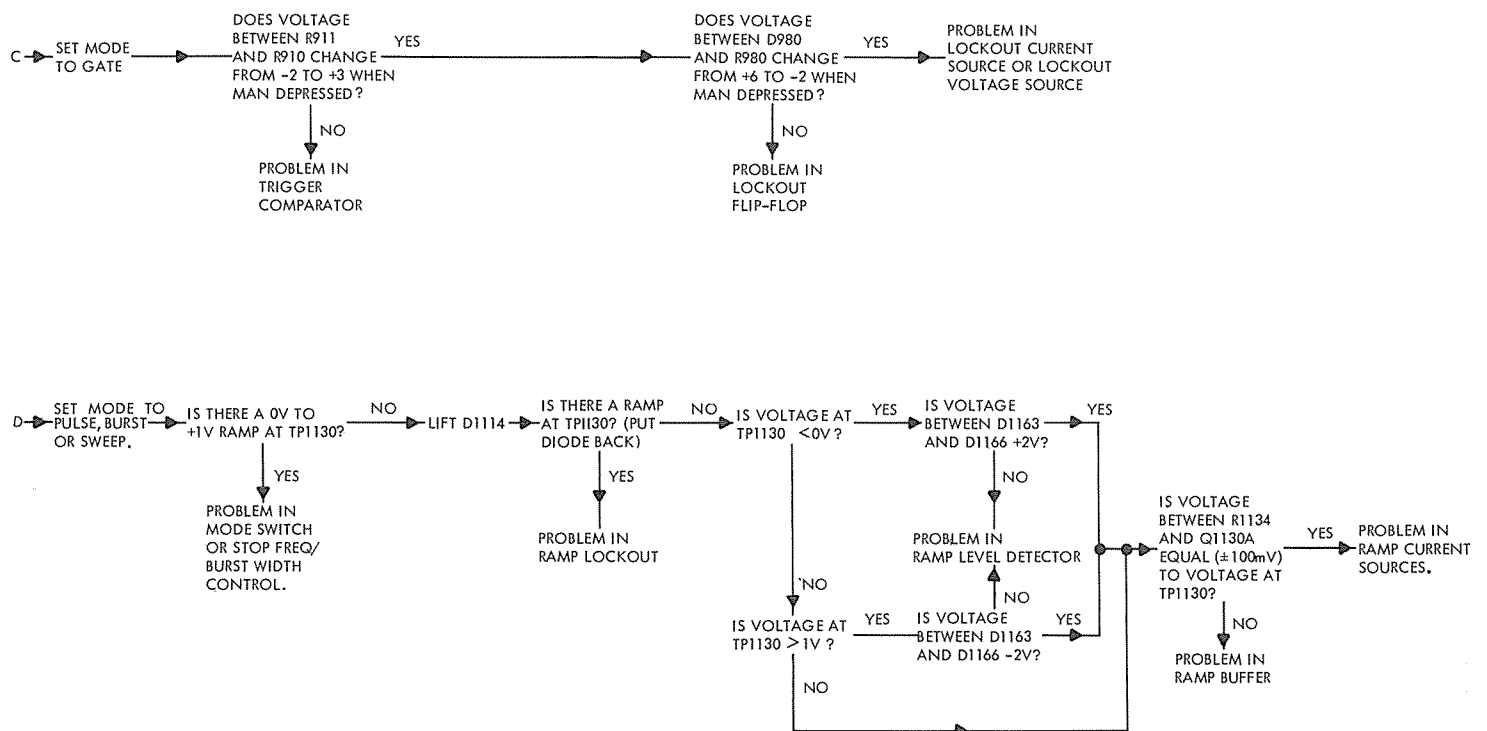 C
SET MODE
TO GATE
DOES VOLTAGE
BETWEEN R911
AND R910 CHANGE
FROM -2 TO +3 WHEN
MAN DEPRESSED?
YES
NO
PROBLEM IN
TRIGGER
COMPARATOR
DOES VOLTAGE
BETWEEN D980
AND R980 CHANGE
FROM +6 TO -2 WHEN
MAN DEPRESSED?
YES
NO
PROBLEM IN
LOCKOUT
FLIP-FLOP
PROBLEM IN
LOCKOUT CURRENT
SOURCE OR LOCKOUT
VOLTAGE SOURCE
D
SET MODE TO
PULSE, BURST
OR SWEEP.
IS THERE A 0V TO
+1V RAMP AT TP1130?
NO
YES
PROBLEM IN
MODE SWITCH
OR STOP FREQ/
BURST WIDTH
CONTROL.
LIFT D1114
IS THERE A RAMP
AT TP1130? (PUT
DIODE BACK)
NO
YES
PROBLEM IN
RAMP LOCKOUT
IS VOLTAGE AT
TP1130 <0V?
YES
NO
IS VOLTAGE
BETWEEN D1163
AND D1166 +2V?
YES
NO
PROBLEM IN
RAMP LEVEL DETECTOR
NO
IS VOLTAGE AT
TP1130 >1V?
YES
NO
IS VOLTAGE
BETWEEN D1163
AND D1166 -2V?
YES
IS VOLTAGE
BETWEEN R1134
AND Q1130A
EQUAL (±100mV)
TO VOLTAGE AT
TP1130?
YES
NO
PROBLEM IN
RAMP BUFFER
PROBLEM IN
RAMP CURRENT
SOURCES.